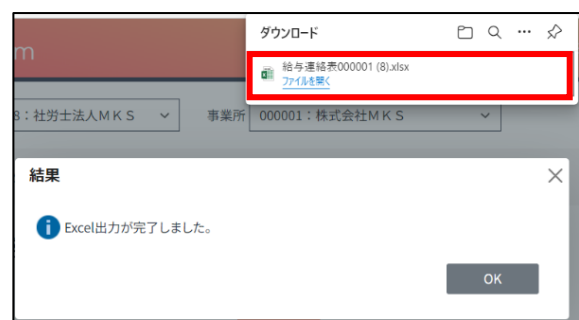 ダウンロード
給与連絡表000001 (8).xlsx
ファイルを開く
m
8：社労士法人ＭＫＳ
事業所
000001：株式会社ＭＫＳ
結果
Excel出力が完了しました。
OK